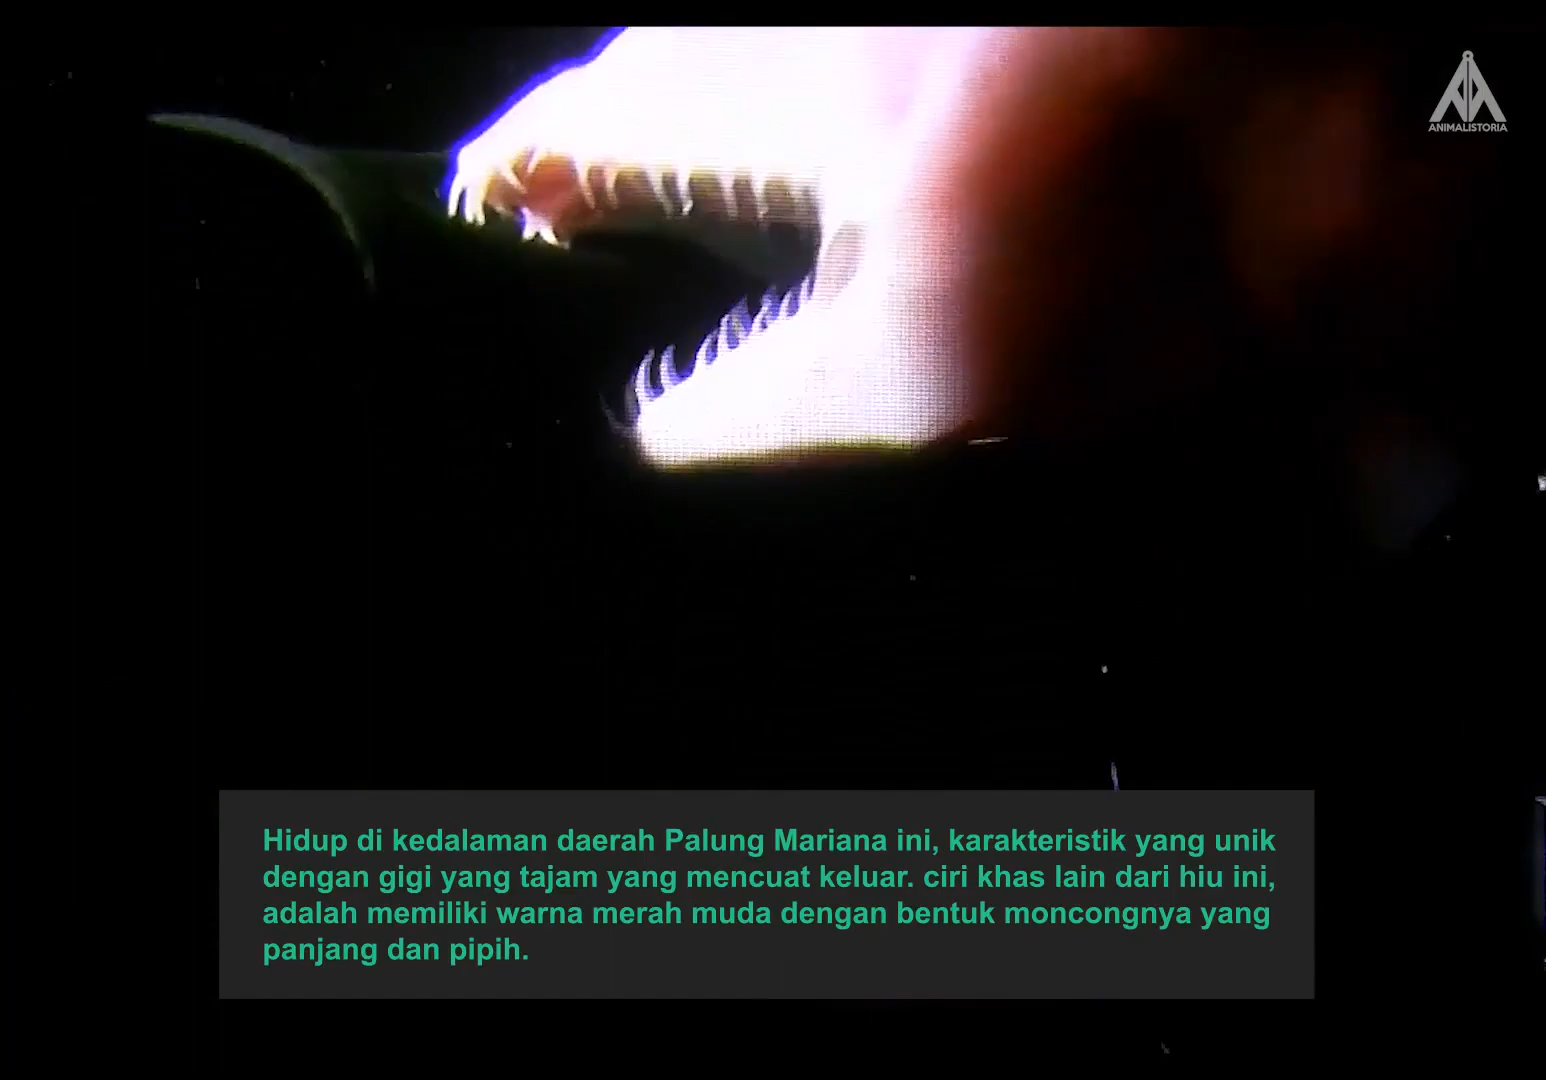 ANIMALISTORIA
Hidup di kedalaman daerah Palung Mariana ini, karakteristik yang unik
dengan gigi yang tajam yang mencuat keluar. ciri khas lain dari hiu ini,
adalah memiliki warna merah muda dengan bentuk moncongnya yang
panjang dan pipih.